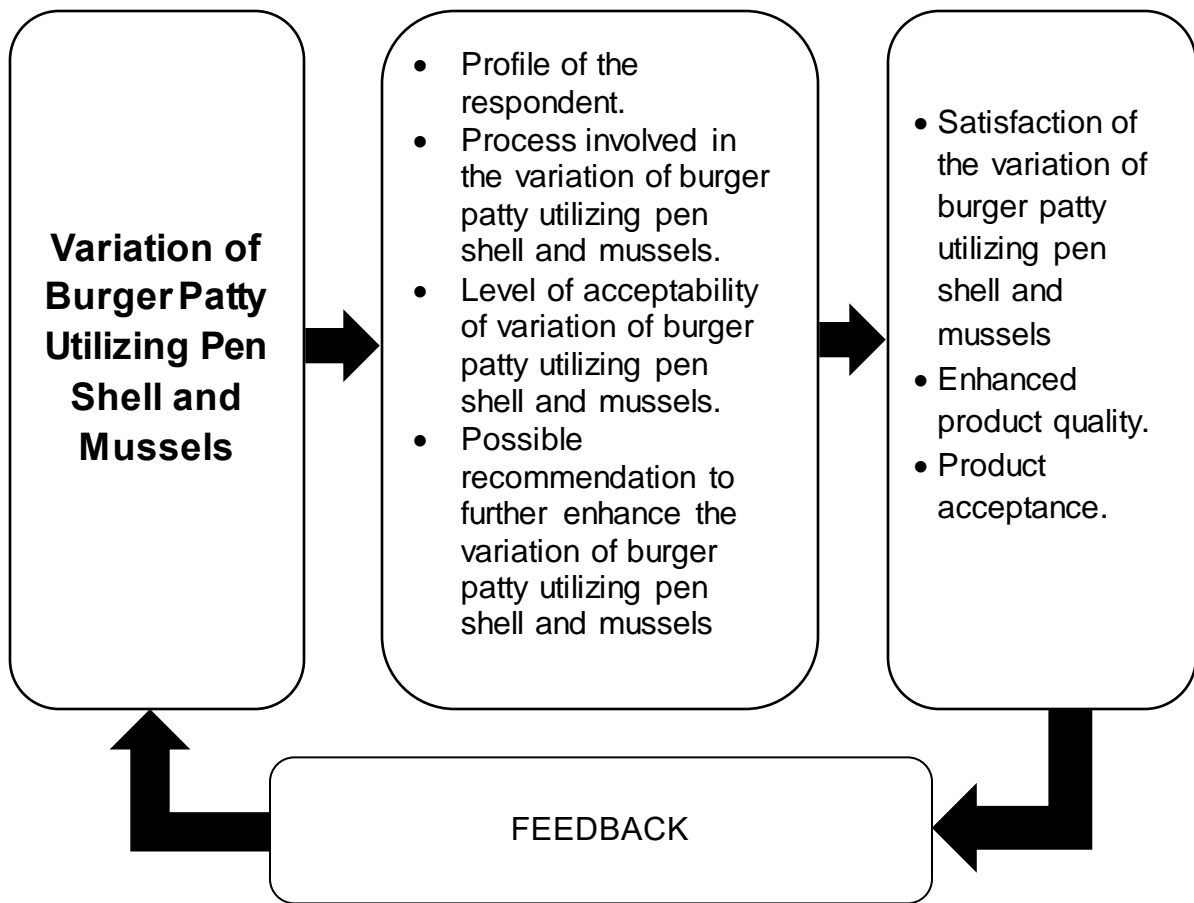 Variation of
Burger Patty
Utilizing Pen
Shell and
Mussels
• Profile of the
respondent.
• Process involved in
the variation of burger
patty utilizing pen
shell and mussels.
• Level of acceptability
of variation of burger
patty utilizing pen
shell and mussels.
• Possible
recommendation to
further enhance the
variation of burger
patty utilizing pen
shell and mussels
• Satisfaction of
the variation of
burger patty
utilizing pen
shell and
mussels
• Enhanced
product quality.
• Product
acceptance.
FEEDBACK